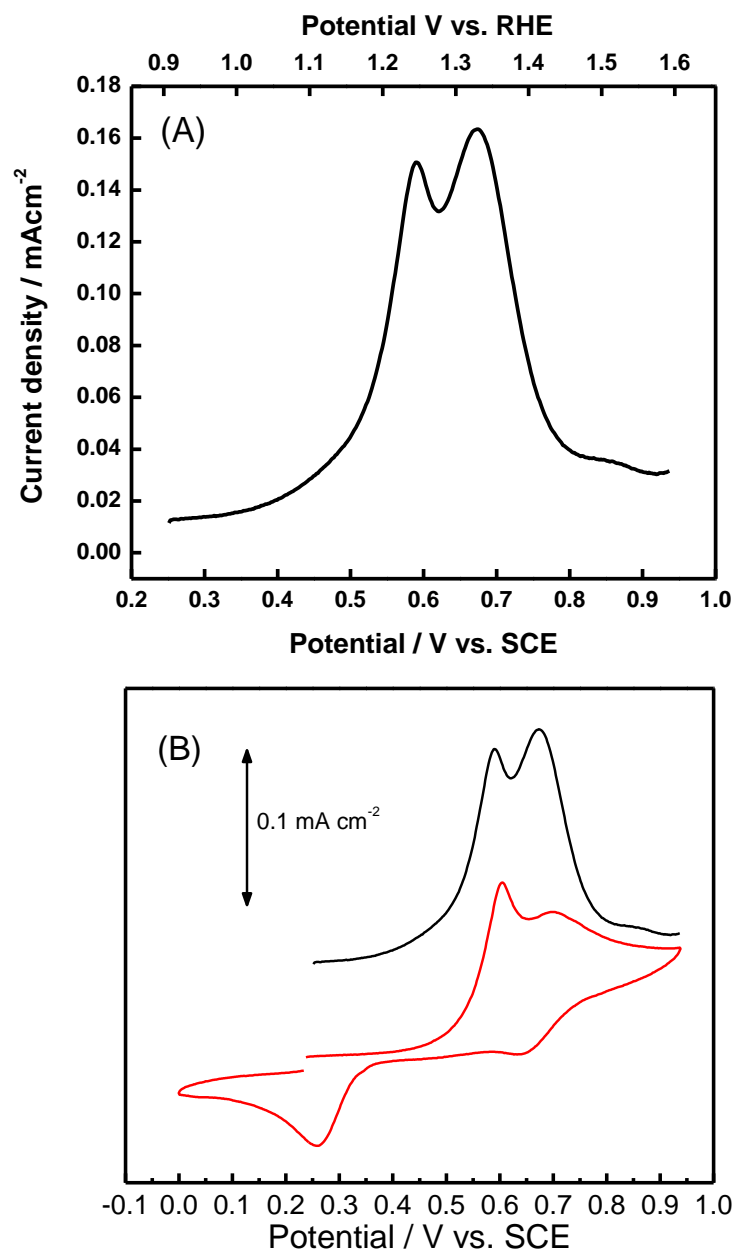 Potential V vs. RHE
0.9 1.0 1.1 1.2 1.3 1.4 1.5 1.6
0.18
(A)
0.16
0.14
0.12
0.10
0.08
0.06
0.04
0.02
0.00
Current density / mAcm⁻²
0.2 0.3 0.4 0.5 0.6 0.7 0.8 0.9 1.0
Potential / V vs. SCE
(B)
0.1 mA cm⁻²
-0.1 0.0 0.1 0.2 0.3 0.4 0.5 0.6 0.7 0.8 0.9 1.0
Potential / V vs. SCE